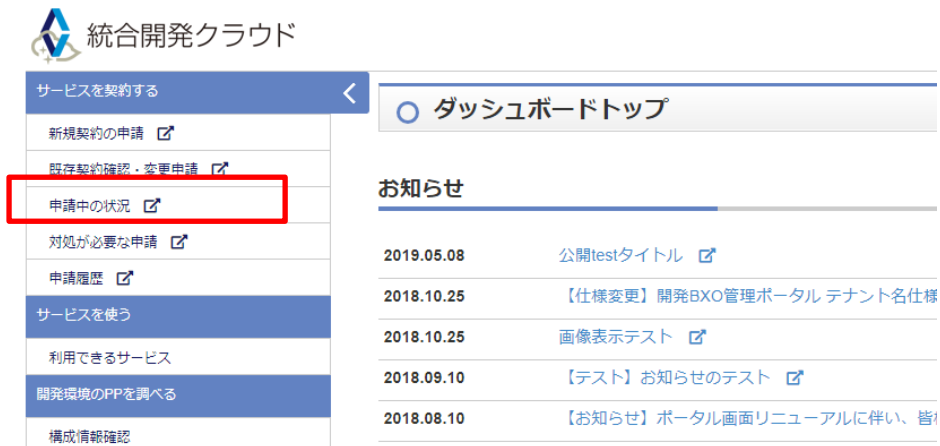 統合開発クラウド
サービスを契約する
新規契約の申請
既存契約確認・変更申請
申請中の状況
対処が必要な申請
申請履歴
サービスを使う
利用できるサービス
開発環境のPPを調べる
構成情報確認
ダッシュボードトップ
お知らせ
2019.05.08 公開testタイトル
2018.10.25 【仕様変更】開発BXO管理ポータル テナント名仕様
2018.10.25 画像表示テスト
2018.09.10 【テスト】お知らせのテスト
2018.08.10 【お知らせ】ポータル画面リニューアルに伴い、皆